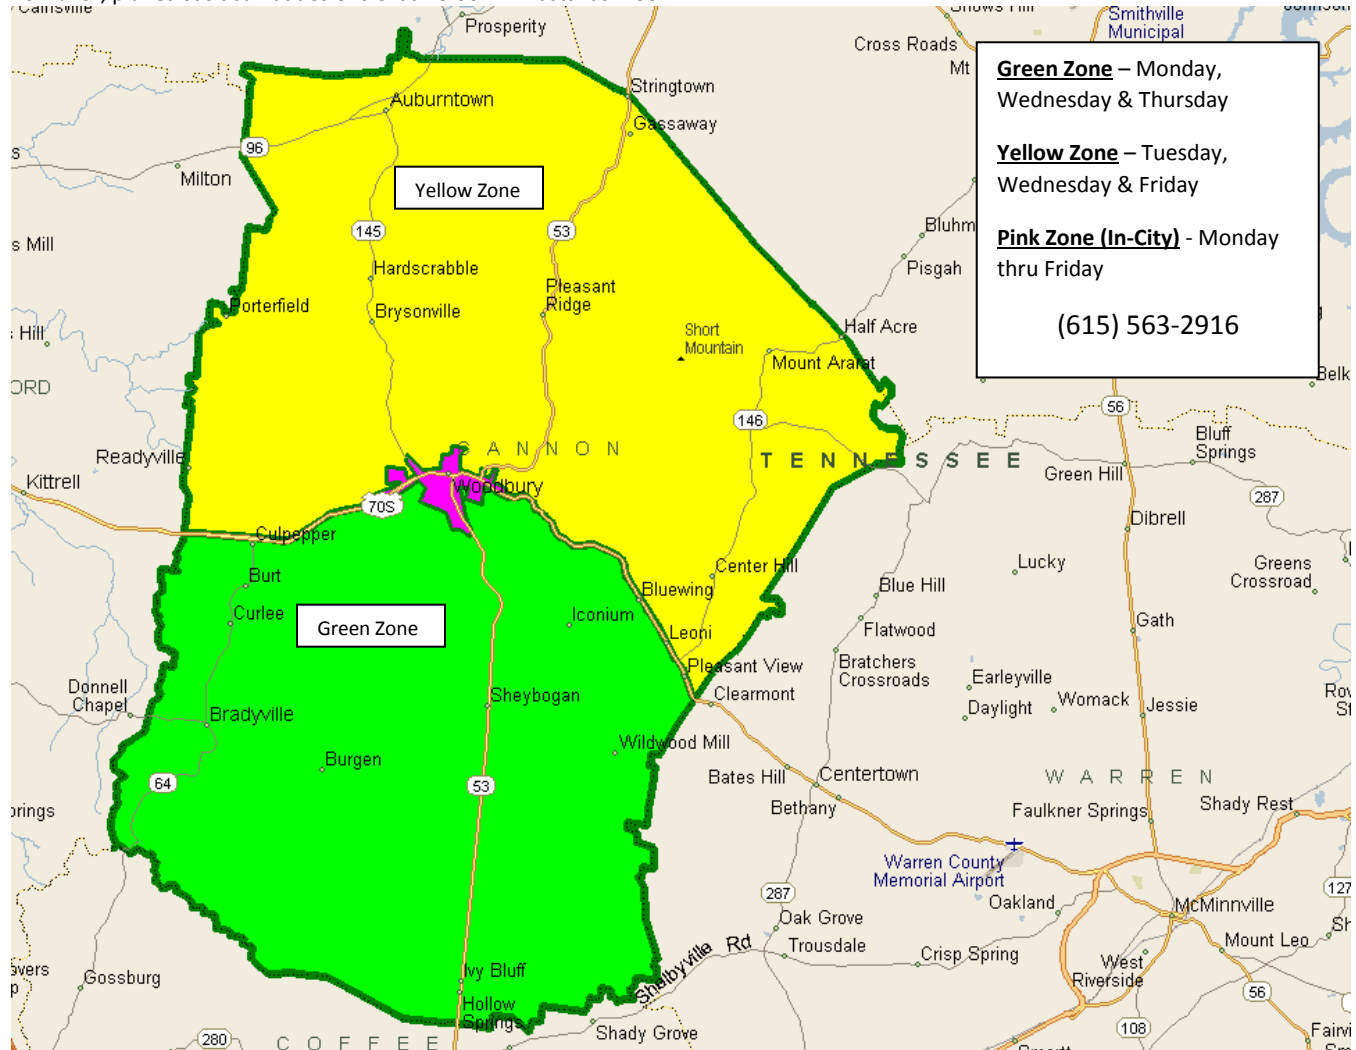 Prosperity
Cross Roads
Smithville
Municipal
Mt
Stringtown
Auburntown
Gassaway
96
Milton
Yellow Zone
145
53
s Mill
Bluhm
Hardscrabble
Pisgah
Pleasant
Ridge
Porterfield
Brysonville
Half Acre
Hill
Short
Mountain
Mount Ararat
ORD
Belk
Green Zone – Monday,
Wednesday & Thursday
Yellow Zone – Tuesday,
Wednesday & Friday
Pink Zone (In-City) - Monday
thru Friday
(615) 563-2916
56
146
CANNON
TENNESSEE
Bluff
Springs
Readyville
Green Hill
Kittrell
Woodbury
287
70S
Dibrell
Culpepper
Lucky
Greens
Crossroad
Burt
Center Hill
Blue Hill
Bluewing
Curlee
Iconium
Gath
Green Zone
Leoni
Flatwood
Pleasant View
Bratchers
Crossroads
Earleyville
Donnell
Chapel
Sheybogan
Clearmont
Womack
Daylight
Jessie
Bradyville
Wildwood Mill
Burgen
Bates Hill
Centertown
WARREN
64
53
Bethany
Faulkner Springs
Shady Rest
prings
Warren County
Memorial Airport
287
127
Oakland
McMinnville
Oak Grove
Trousdale
Crisp Spring
Mount Leo
West
Riverside
Shelbyville Rd
Gossburg
Ivy Bluff
Hollow
Springs
56
Shady Grove
108
280
COFFEE
Fairvi